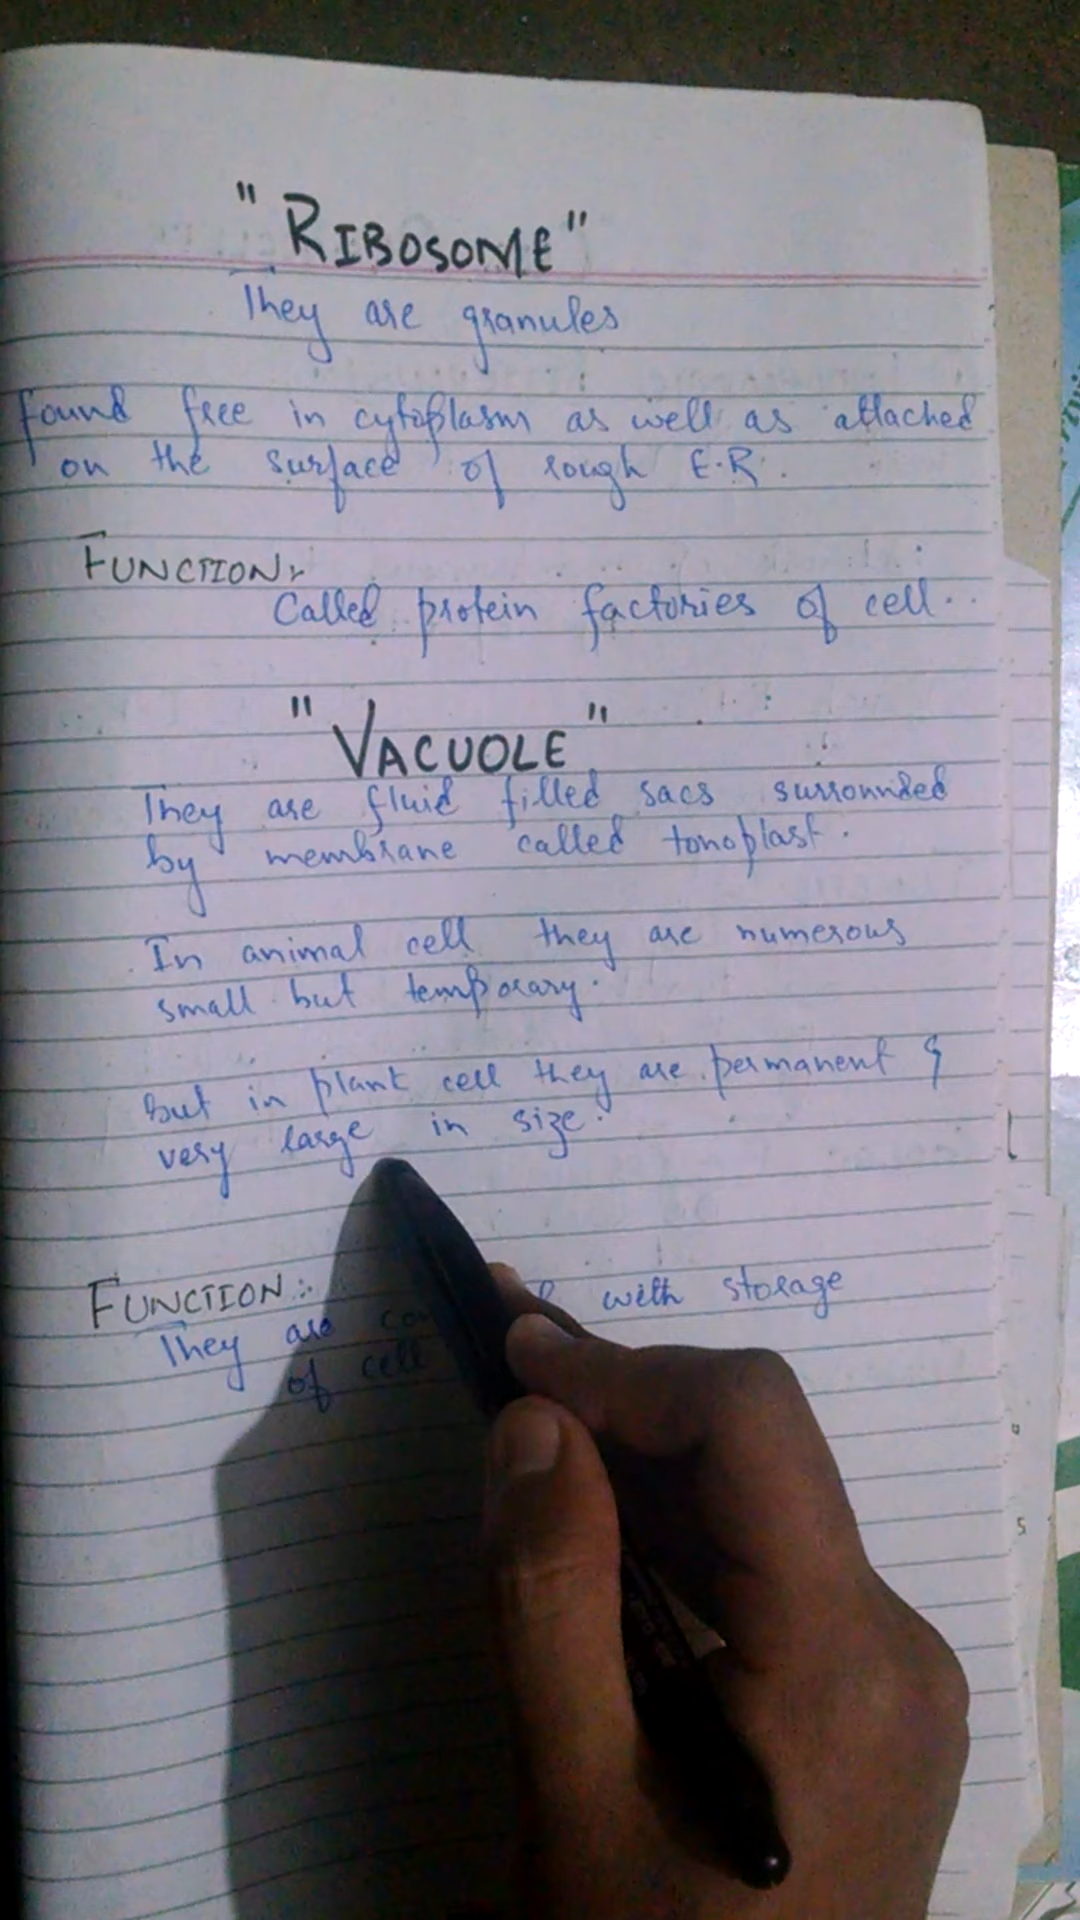 "RIBOSOME"
They are granules
found free in cytoplasm as well as attached
on the surface of rough E.R.
FUNCTION:-
Called protein factories of cell.
"VACUOLE"
They are fluid filled sacs surrounded
by membrane called tonoplast.
In animal cell they are numerous
small but temporary.
but in plant cell they are permanent &
very large in size.
FUNCTION:-
They are with storage
of cell